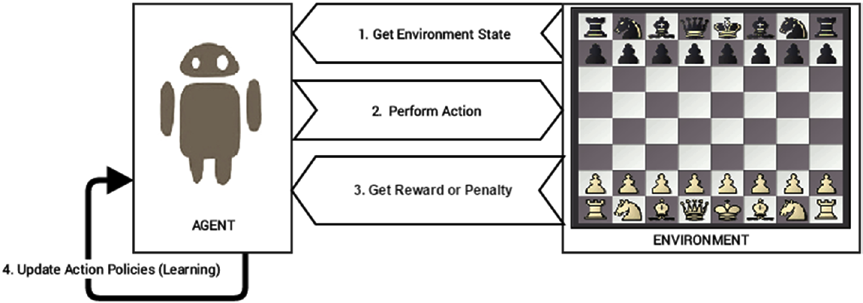 1. Get Environment State
2. Perform Action
3. Get Reward or Penalty
AGENT
ENVIRONMENT
4. Update Action Policies (Learning)